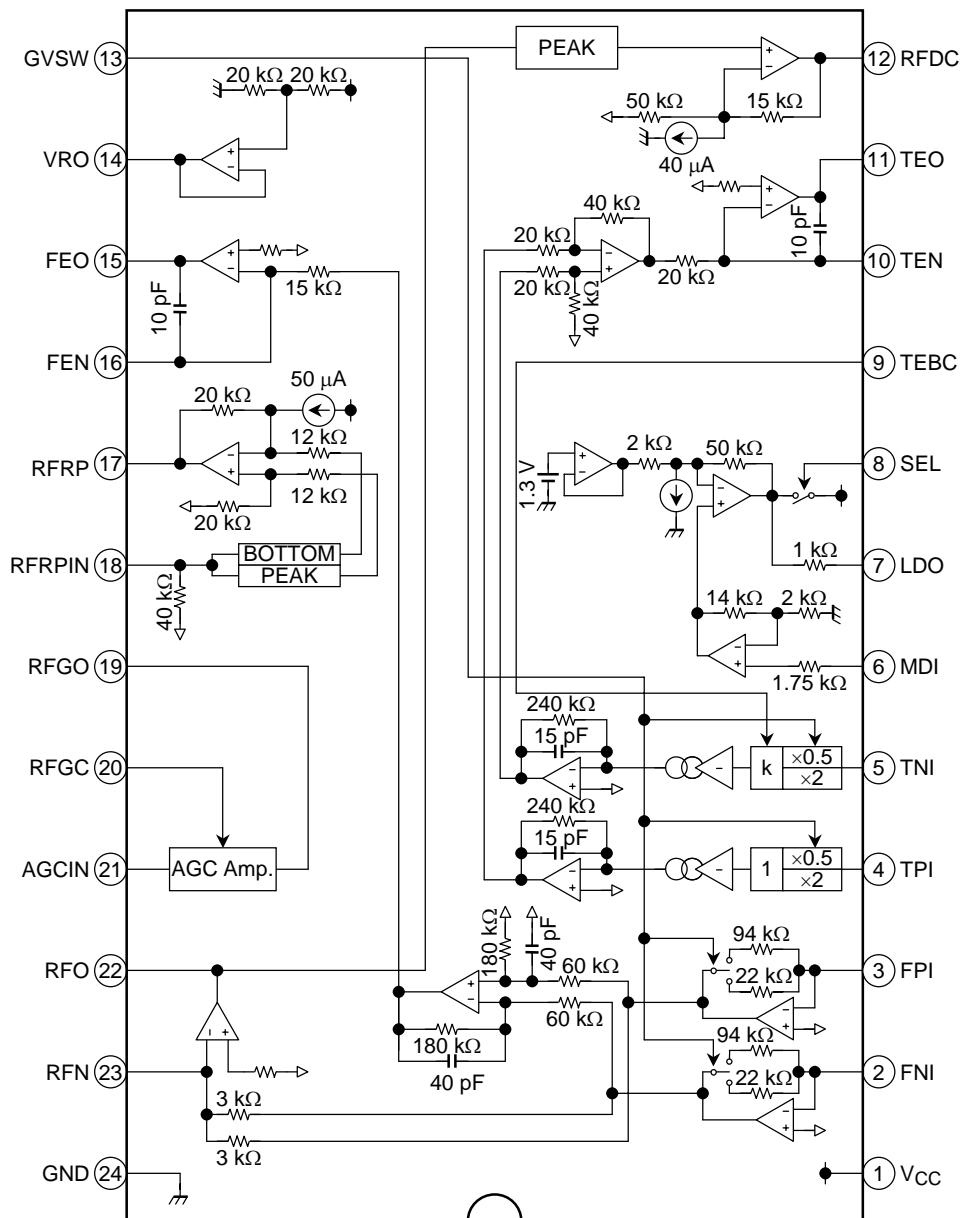 GVSW 13
PEAK
12 RFDC
20 kΩ 20 kΩ
50 kΩ
15 kΩ
40 μA
VRO 14
11 TEO
40 kΩ
10 pF
20 kΩ
FEO 15
15 kΩ
20 kΩ
40 kΩ
20 kΩ
10 TEN
10 pF
FEN 16
9 TEBC
50 μA
20 kΩ
12 kΩ
RFRP 17
12 kΩ
20 kΩ
2 kΩ
50 kΩ
1.3 V
8 SEL
BOTTOM
PEAK
RFRPIN 18
40 kΩ
1 kΩ
7 LDO
14 kΩ
2 kΩ
RFGO 19
6 MDI
1.75 kΩ
240 kΩ
15 pF
RFGC 20
k
×0.5
×2
5 TNI
240 kΩ
15 pF
AGCIN 21
AGC Amp.
1
×0.5
×2
4 TPI
180 kΩ
40 pF
94 kΩ
RFO 22
60 kΩ
22 kΩ
3 FPI
60 kΩ
180 kΩ
40 pF
94 kΩ
RFN 23
22 kΩ
2 FNI
3 kΩ
3 kΩ
GND 24
1 VCC